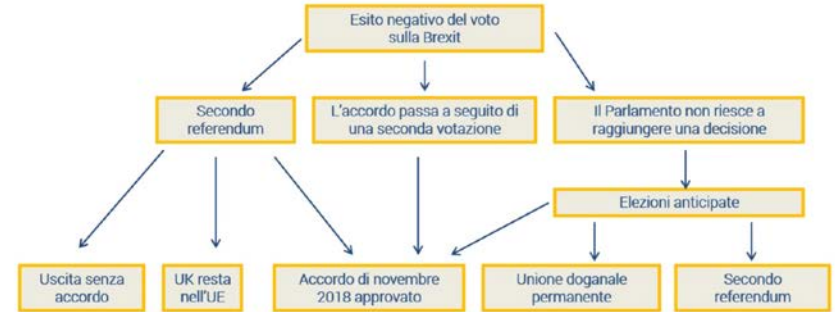 Esito negativo del voto
sulla Brexit
Secondo
referendum
L'accordo passa a seguito di
una seconda votazione
Il Parlamento non riesce a
raggiungere una decisione
Elezioni anticipate
Uscita senza
accordo
UK resta
nell'UE
Accordo di novembre
2018 approvato
Unione doganale
permanente
Secondo
referendum